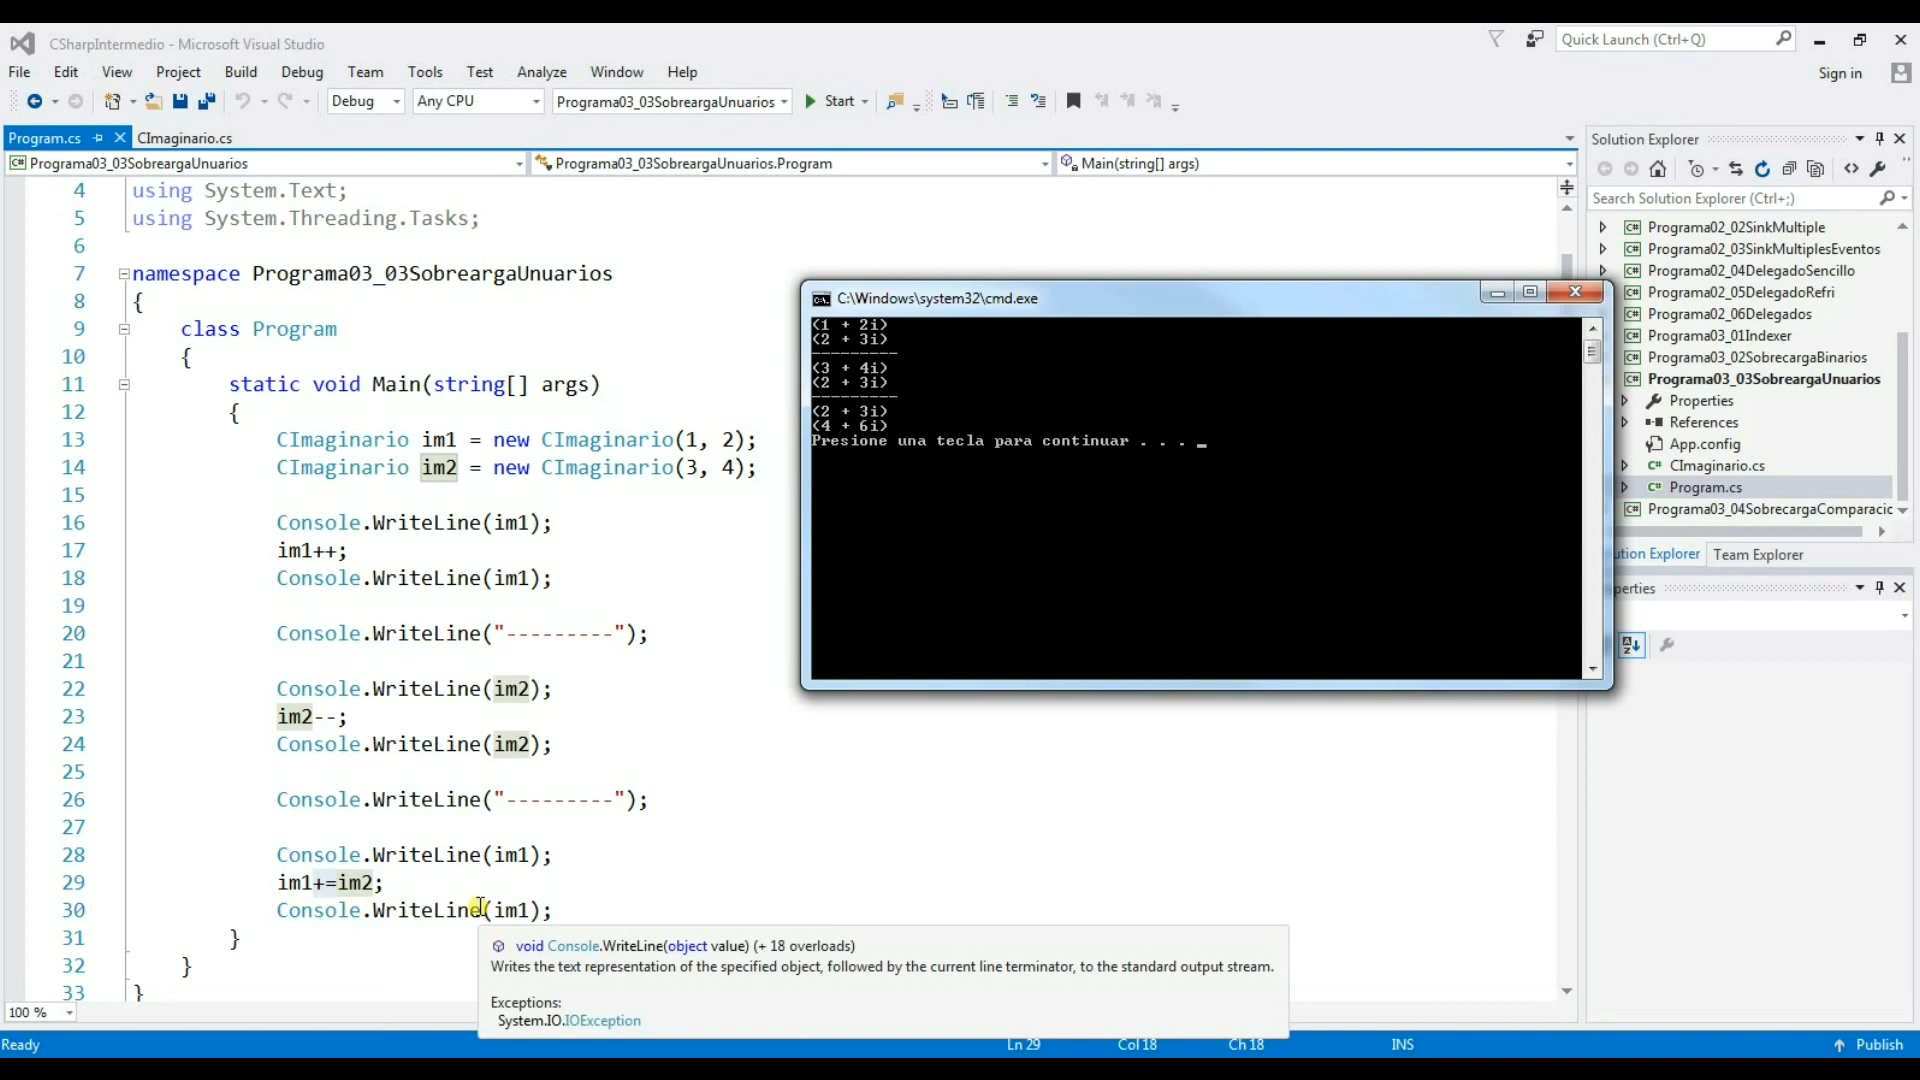 CSharpIntermedio - Microsoft Visual Studio
Quick Launch (Ctrl+Q)
File Edit View Project Build Debug Team Tools Test Analyze Window Help
Sign in
Debug Any CPU Programa03_03SobreargaUnuarios Start
Program.cs CImaginario.cs
Programa03_03SobreargaUnuarios Programa03_03SobreargaUnuarios.Program Main(string[] args)
4 using System.Text;
5 using System.Threading.Tasks;
6
7 namespace Programa03_03SobreargaUnuarios
8 {
9 class Program
10 {
11 static void Main(string[] args)
12 {
13 CImaginario im1 = new CImaginario(1, 2);
14 CImaginario im2 = new CImaginario(3, 4);
15
16 Console.WriteLine(im1);
17 im1++;
18 Console.WriteLine(im1);
19
20 Console.WriteLine("---------");
21
22 Console.WriteLine(im2);
23 im2--;
24 Console.WriteLine(im2);
25
26 Console.WriteLine("---------");
27
28 Console.WriteLine(im1);
29 im1+=im2;
30 Console.WriteLine(im1);
31 }
32 }
33 }
void Console.WriteLine(object value) (+ 18 overloads)
Writes the text representation of the specified object, followed by the current line terminator, to the standard output stream.
Exceptions:
System.IO.IOException
100 %
C:\Windows\system32\cmd.exe
(1 + 2i)
(2 + 3i)
---------
(3 + 4i)
(2 + 3i)
---------
(2 + 3i)
(4 + 6i)
Presione una tecla para continuar . . . _
Solution Explorer
Search Solution Explorer (Ctrl+;)
Programa02_02SinkMultiple
Programa02_03SinkMultiplesEventos
Programa02_04DelegadoSencillo
Programa02_05DelegadoRefri
Programa02_06Delegados
Programa03_01Indexer
Programa03_02SobrecargaBinarios
Programa03_03SobreargaUnuarios
Properties
References
App.config
CImaginario.cs
Program.cs
Programa03_04SobrecargaComparacic
ution Explorer Team Explorer
perties
Ready Ln 29 Col 18 Ch 18 INS Publish